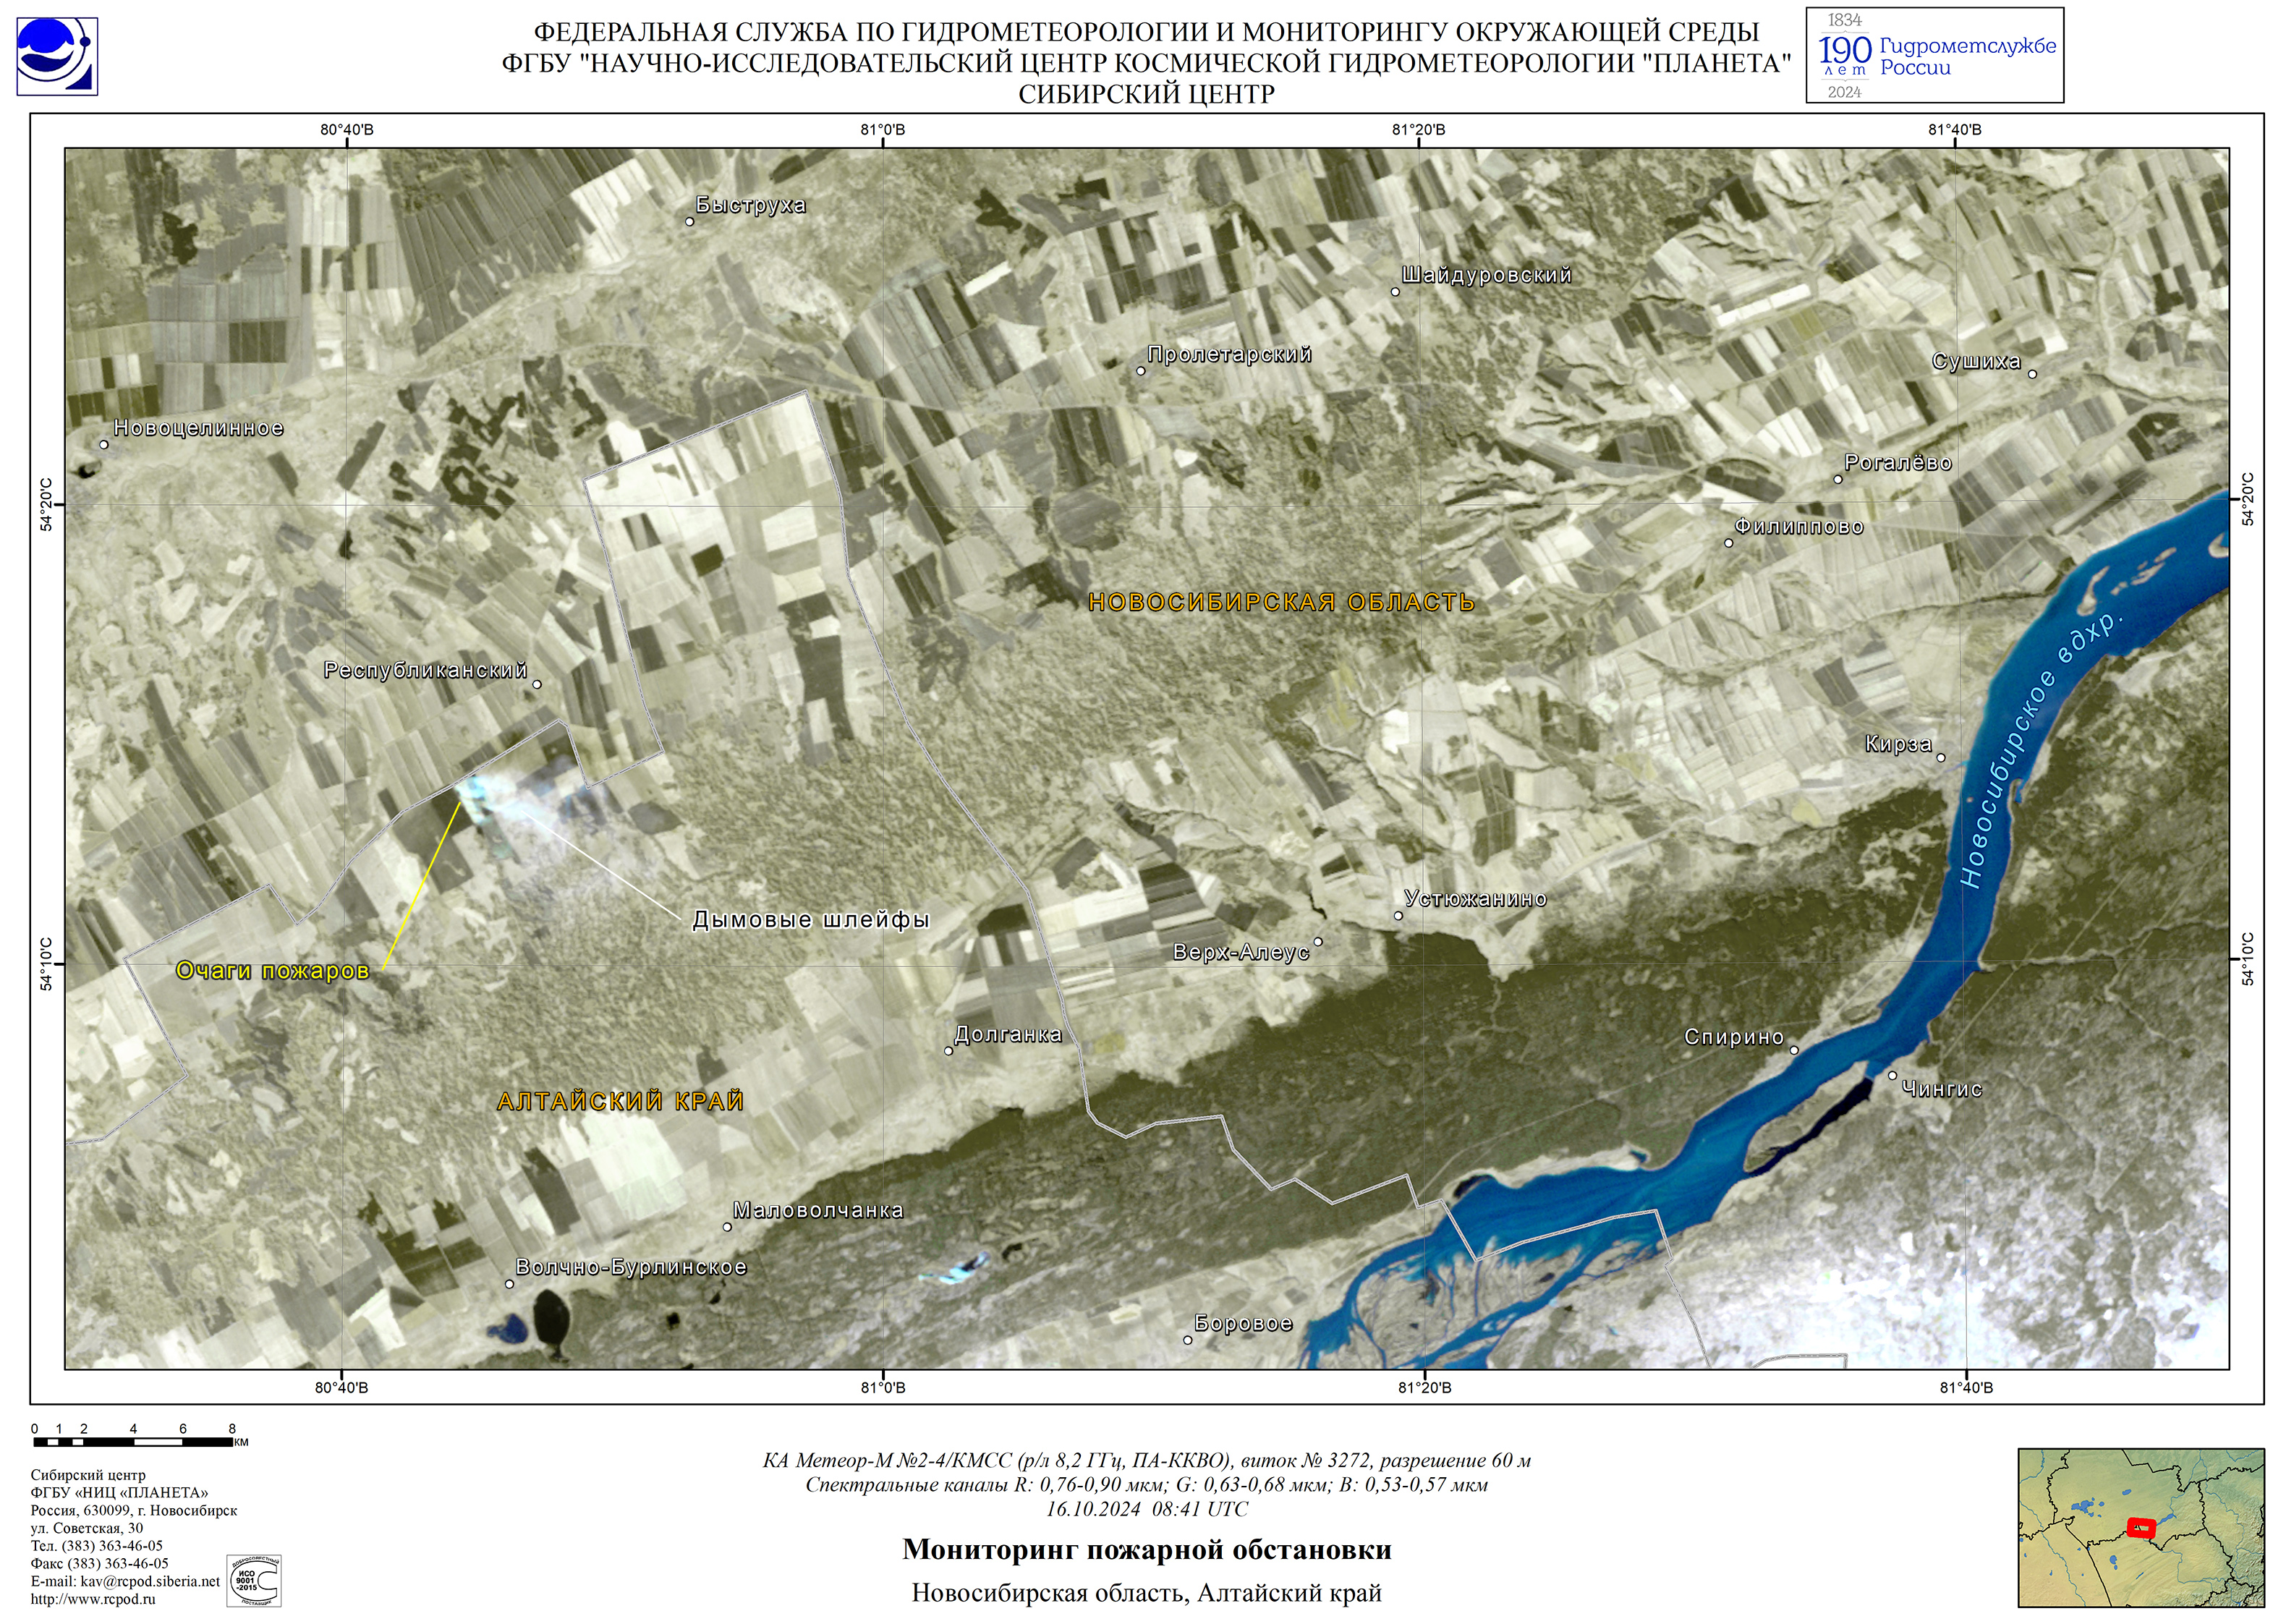 ФЕДЕРАЛЬНАЯ СЛУЖБА ПО ГИДРОМЕТЕОРОЛОГИИ И МОНИТОРИНГУ ОКРУЖАЮЩЕЙ СРЕДЫ
ФГБУ "НАУЧНО-ИССЛЕДОВАТЕЛЬСКИЙ ЦЕНТР КОСМИЧЕСКОЙ ГИДРОМЕТЕОРОЛОГИИ "ПЛАНЕТА"
СИБИРСКИЙ ЦЕНТР
1834
190 лет Гидрометслужбе
России
2024
80°40'В 81°0'В 81°20'В 81°40'В
Быструха
Шайдуровский
Пролетарский
Сушиха
Новоцелинное
Рогалёво
54°20'С
54°20'С
Филиппово
НОВОСИБИРСКАЯ ОБЛАСТЬ
Новосибирское вдхр.
Республиканский
Кирза
Устюжанино
Дымовые шлейфы
Верх-Алеус
54°10'С
54°10'С
Очаги пожаров
Долганка
Спирино
Чингис
АЛТАЙСКИЙ КРАЙ
Маловолчанка
Волчно-Бурлинское
Боровое
80°40'В 81°0'В 81°20'В 81°40'В
0 1 2 4 6 8
км
КА Метеор-М №2-4/КМСС (р/л 8,2 ГГц, ПА-ККВО), виток № 3272, разрешение 60 м
Спектральные каналы R: 0,76-0,90 мкм; G: 0,63-0,68 мкм; B: 0,53-0,57 мкм
16.10.2024 08:41 UTC
Мониторинг пожарной обстановки
Новосибирская область, Алтайский край
Сибирский центр
ФГБУ «НИЦ «ПЛАНЕТА»
Россия, 630099, г. Новосибирск
ул. Советская, 30
Тел. (383) 363-46-05
Факс (383) 363-46-05
E-mail: kav@rcpod.siberia.net
http://www.rcpod.ru
ДОБРОСОВЕСТНЫЙ
ИСО
9001
-2015
ПОСТАВЩИК